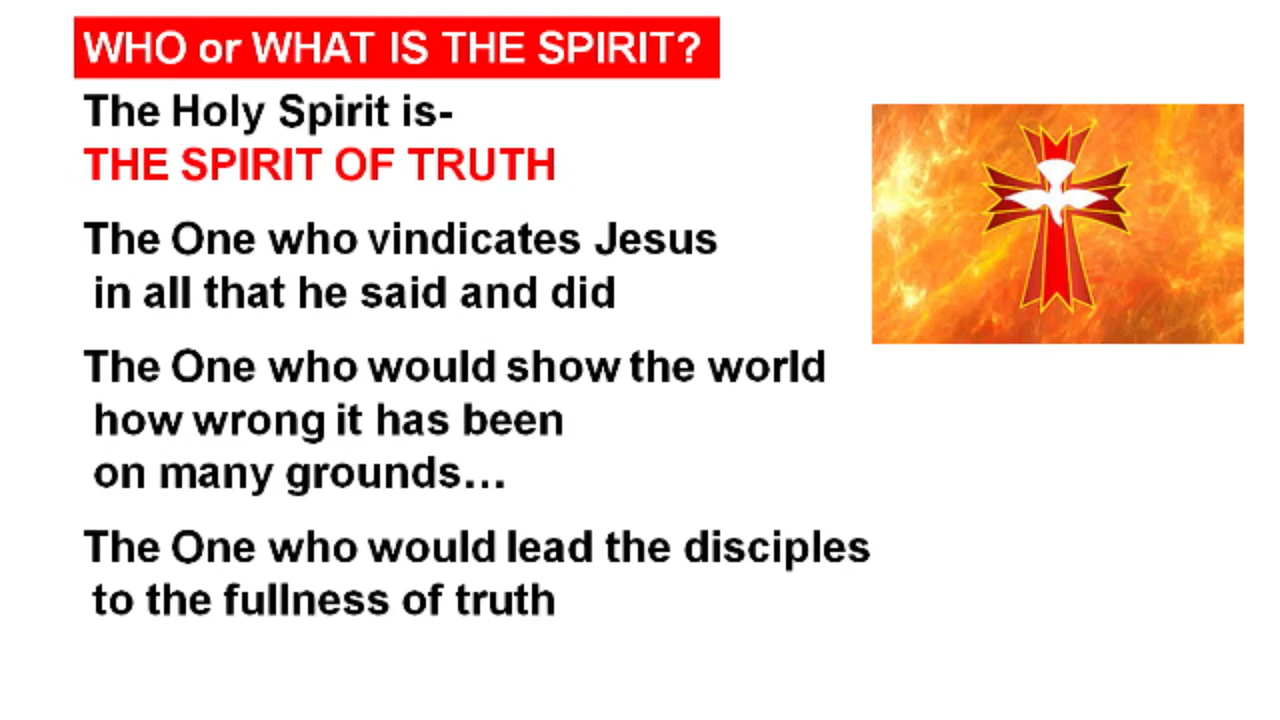 WHO or WHAT IS THE SPIRIT?
The Holy Spirit is-
THE SPIRIT OF TRUTH
The One who vindicates Jesus
in all that he said and did
The One who would show the world
how wrong it has been
on many grounds...
The One who would lead the disciples
to the fullness of truth